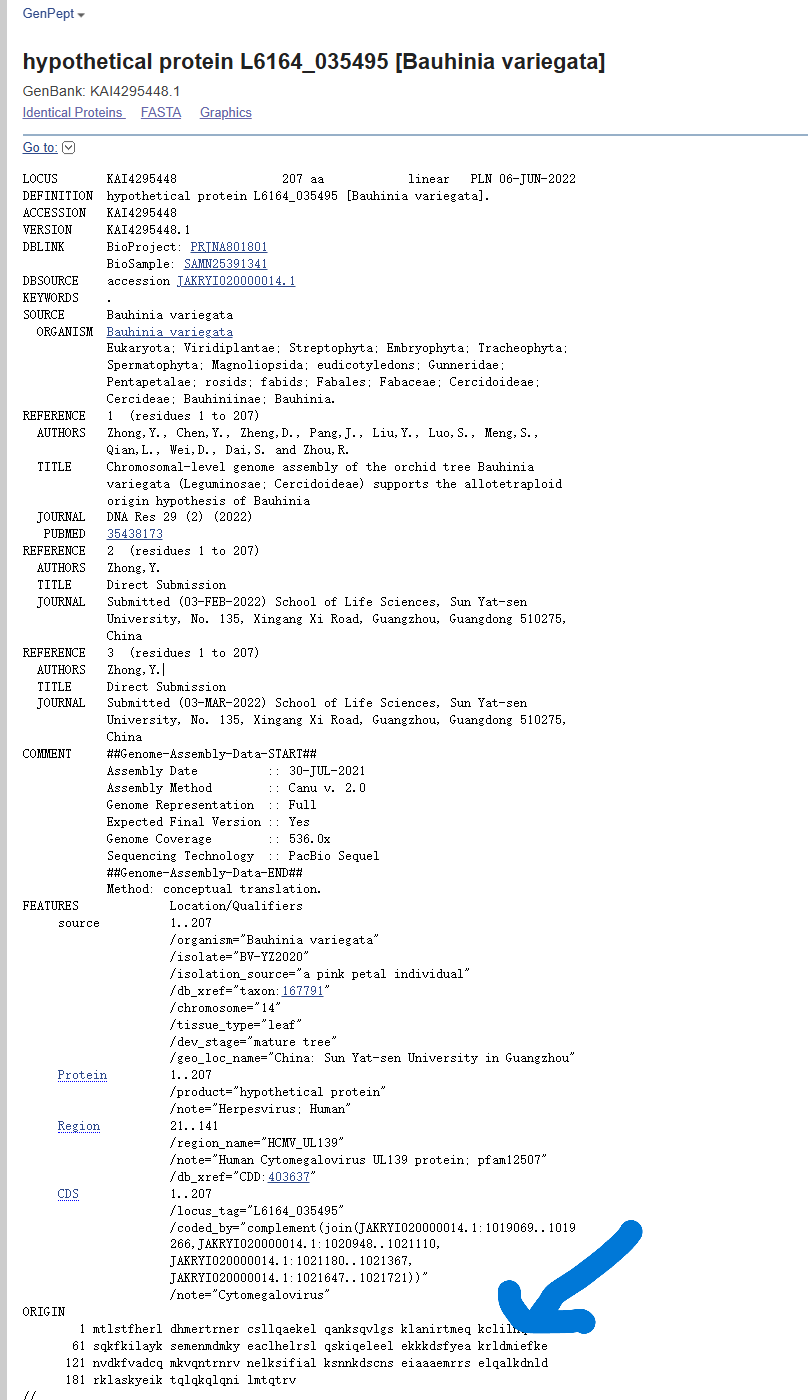 GenPept
hypothetical protein L6164_035495 [Bauhinia variegata]
GenBank: KAI4295448.1
Identical Proteins FASTA Graphics
Go to:
LOCUS KAI4295448 207 aa linear PLN 06-JUN-2022
DEFINITION hypothetical protein L6164_035495 [Bauhinia variegata].
ACCESSION KAI4295448
VERSION KAI4295448.1
DBLINK BioProject: PRJNA801801
BioSample: SAMN25391341
DBSOURCE accession JAKRYI020000014.1
KEYWORDS .
SOURCE Bauhinia variegata
ORGANISM Bauhinia variegata
Eukaryota; Viridiplantae; Streptophyta; Embryophyta; Tracheophyta;
Spermatophyta; Magnoliopsida; eudicotyledons; Gunneridae;
Pentapetalae; rosids; fabids; Fabales; Fabaceae; Cercidoideae;
Cercideae; Bauhiniinae; Bauhinia.
REFERENCE 1 (residues 1 to 207)
AUTHORS Zhong,Y., Chen,Y., Zheng,D., Pang,J., Liu,Y., Luo,S., Meng,S.,
Qian,L., Wei,D., Dai,S. and Zhou,R.
TITLE Chromosomal-level genome assembly of the orchid tree Bauhinia
variegata (Leguminosae; Cercidoideae) supports the allotetraploid
origin hypothesis of Bauhinia
JOURNAL DNA Res 29 (2) (2022)
PUBMED 35438173
REFERENCE 2 (residues 1 to 207)
AUTHORS Zhong,Y.
TITLE Direct Submission
JOURNAL Submitted (03-FEB-2022) School of Life Sciences, Sun Yat-sen
University, No. 135, Xingang Xi Road, Guangzhou, Guangdong 510275,
China
REFERENCE 3 (residues 1 to 207)
AUTHORS Zhong,Y.
TITLE Direct Submission
JOURNAL Submitted (03-MAR-2022) School of Life Sciences, Sun Yat-sen
University, No. 135, Xingang Xi Road, Guangzhou, Guangdong 510275,
China
COMMENT ##Genome-Assembly-Data-START##
Assembly Date :: 30-JUL-2021
Assembly Method :: Canu v. 2.0
Genome Representation :: Full
Expected Final Version :: Yes
Genome Coverage :: 536.0x
Sequencing Technology :: PacBio Sequel
##Genome-Assembly-Data-END##
Method: conceptual translation.
FEATURES Location/Qualifiers
source 1..207
/organism="Bauhinia variegata"
/isolate="BV-YZ2020"
/isolation_source="a pink petal individual"
/db_xref="taxon:167791"
/chromosome="14"
/tissue_type="leaf"
/dev_stage="mature tree"
/geo_loc_name="China: Sun Yat-sen University in Guangzhou"
Protein 1..207
/product="hypothetical protein"
/note="Herpesvirus; Human"
Region 21..141
/region_name="HCMV_UL139"
/note="Human Cytomegalovirus UL139 protein; pfam12507"
/db_xref="CDD:403637"
CDS 1..207
/locus_tag="L6164_035495"
/coded_by="complement(join(JAKRYI020000014.1:1019069..1019
266,JAKRYI020000014.1:1020948..1021110,
JAKRYI020000014.1:1021180..1021367,
JAKRYI020000014.1:1021647..1021721))"
/note="Cytomegalovirus"
ORIGIN
1 mtlstfherl dhmertrner csllqaekel qanksqvlgs klanirtmeq
61 sqkfkilayk semenmdmky eaclhelrsl qskiqeleel ekkkdsfyea krldmiefke
121 nvdkfvadcq mkvqntrnrv nelksifial ksnnkdscns eiaaaemrrs elqalkdnld
181 rklaskyeik tqlqkqlqni lmtqtrv
//